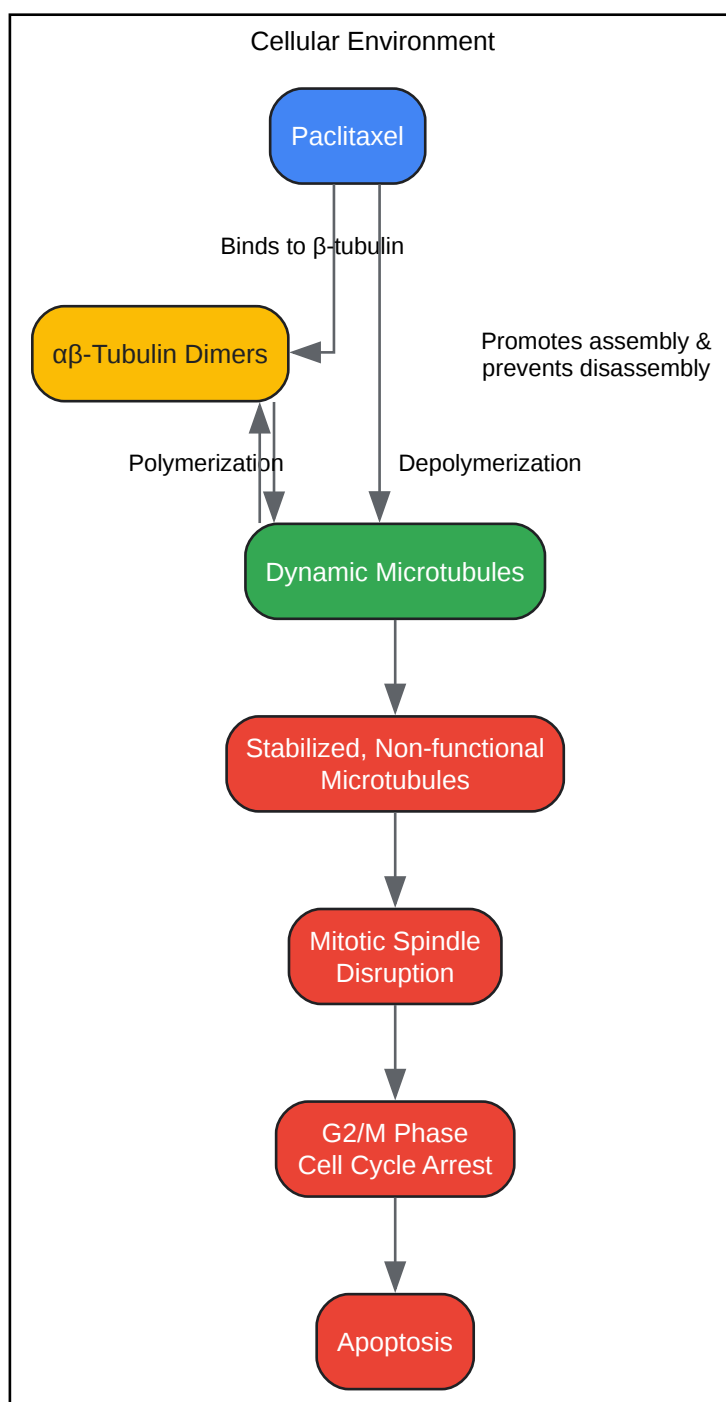 Cellular Environment
Paclitaxel
Binds to β-tubulin
αβ-Tubulin Dimers
Promotes assembly &
prevents disassembly
Polymerization
Depolymerization
Dynamic Microtubules
Stabilized, Non-functional
Microtubules
Mitotic Spindle
Disruption
G2/M Phase
Cell Cycle Arrest
Apoptosis